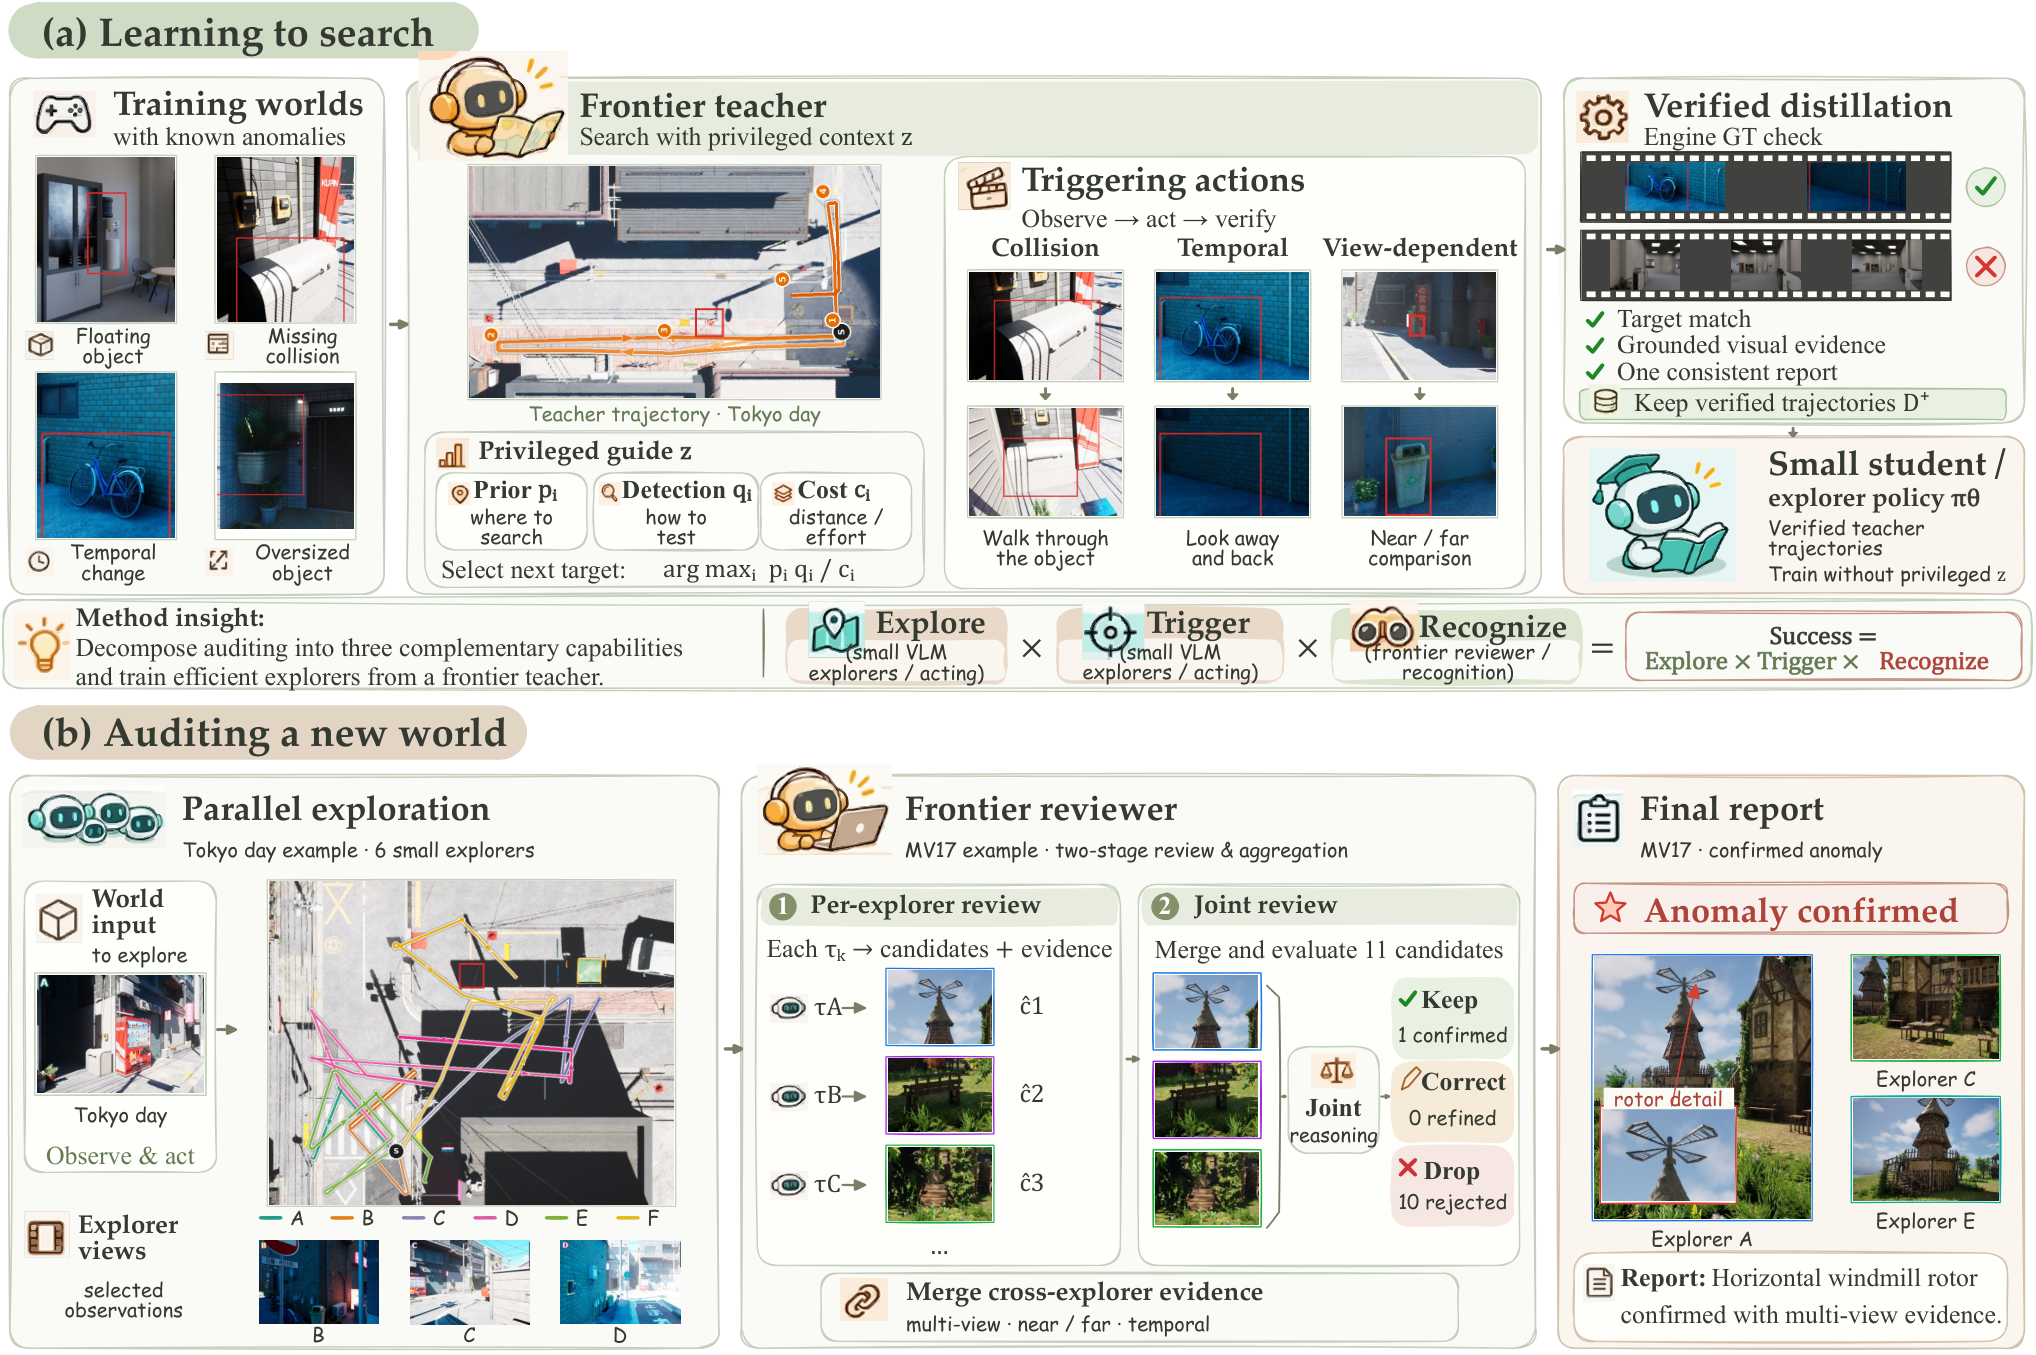 (a) Learning to search
Training worlds
with known anomalies
Floating
object
Missing
collision
Temporal
change
Oversized
object
Frontier teacher
Search with privileged context z
4
5
1
S
2
3
Teacher trajectory · Tokyo day
Privileged guide z
Prior pᵢ
where to
search
Detection qᵢ
how to
test
Cost cᵢ
distance /
effort
Select next target: arg maxᵢ pᵢ qᵢ / cᵢ
Triggering actions
Observe → act → verify
Collision
Temporal
View-dependent
Walk through
the object
Look away
and back
Near / far
comparison
Verified distillation
Engine GT check
Target match
Grounded visual evidence
One consistent report
Keep verified trajectories D⁺
Small student /
explorer policy πθ
Verified teacher
trajectories
Train without privileged z
Method insight:
Decompose auditing into three complementary capabilities
and train efficient explorers from a frontier teacher.
Explore
(small VLM
explorers / acting)
×
Trigger
(small VLM
explorers / acting)
×
Recognize
(frontier reviewer /
recognition)
=
Success =
Explore × Trigger × Recognize
(b) Auditing a new world
Parallel exploration
Tokyo day example · 6 small explorers
World
input
to explore
A
Tokyo day
Observe & act
S
A B C D E F
Explorer
views
selected
observations
B
C
D
Frontier reviewer
MV17 example · two-stage review & aggregation
1 Per-explorer review
Each τₖ → candidates + evidence
τA→ ĉ1
τB→ ĉ2
τC→ ĉ3
...
2 Joint review
Merge and evaluate 11 candidates
Joint
reasoning
Keep
1 confirmed
Correct
0 refined
Drop
10 rejected
Merge cross-explorer evidence
multi-view · near / far · temporal
Final report
MV17 · confirmed anomaly
Anomaly confirmed
rotor detail
Explorer A
Explorer C
Explorer E
Report: Horizontal windmill rotor
confirmed with multi-view evidence.